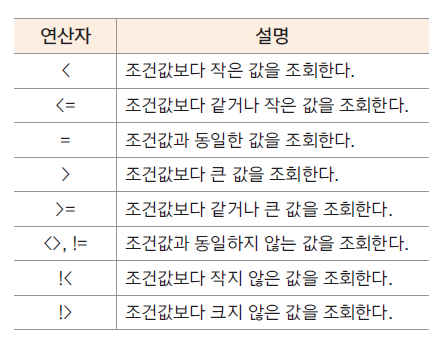 연산자 설명
< 조건값보다 작은 값을 조회한다.
<= 조건값보다 같거나 작은 값을 조회한다.
= 조건값과 동일한 값을 조회한다.
> 조건값보다 큰 값을 조회한다.
>= 조건값보다 같거나 큰 값을 조회한다.
<>, != 조건값과 동일하지 않는 값을 조회한다.
!< 조건값보다 작지 않은 값을 조회한다.
!> 조건값보다 크지 않은 값을 조회한다.